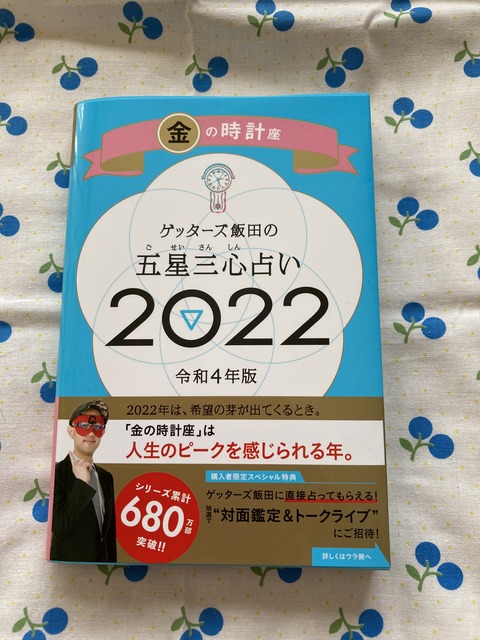 金の時計座
ゲッターズ飯田の
ご せい さん しん
五星三心占い
2022
令和4年版
2022年は、希望の芽が出てくるとき。
「金の時計座」は
人生のピークを感じられる年。
シリーズ累計
680万部
突破!!
購入者限定スペシャル特典
ゲッターズ飯田に直接占ってもらえる!
抽選で"対面鑑定&トークライブ"
にご招待!
詳しくはウラ側へ